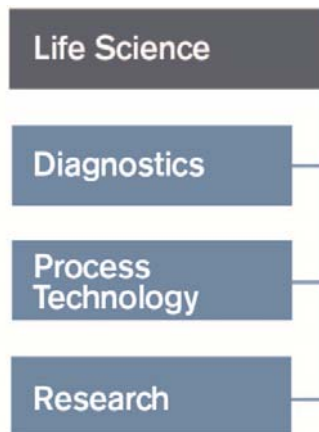 Life Science
Diagnostics
Process
Technology
Research